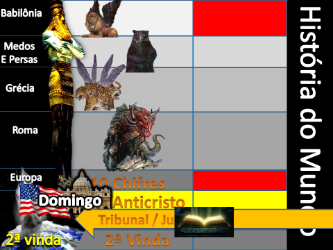 Babilônia
Medos
E Persas
Grécia
Roma
Europa
10 Chifres
Domingo
Anticristo
Tribunal / Ju
2ª vinda
2ª Vinda
História do Mundo